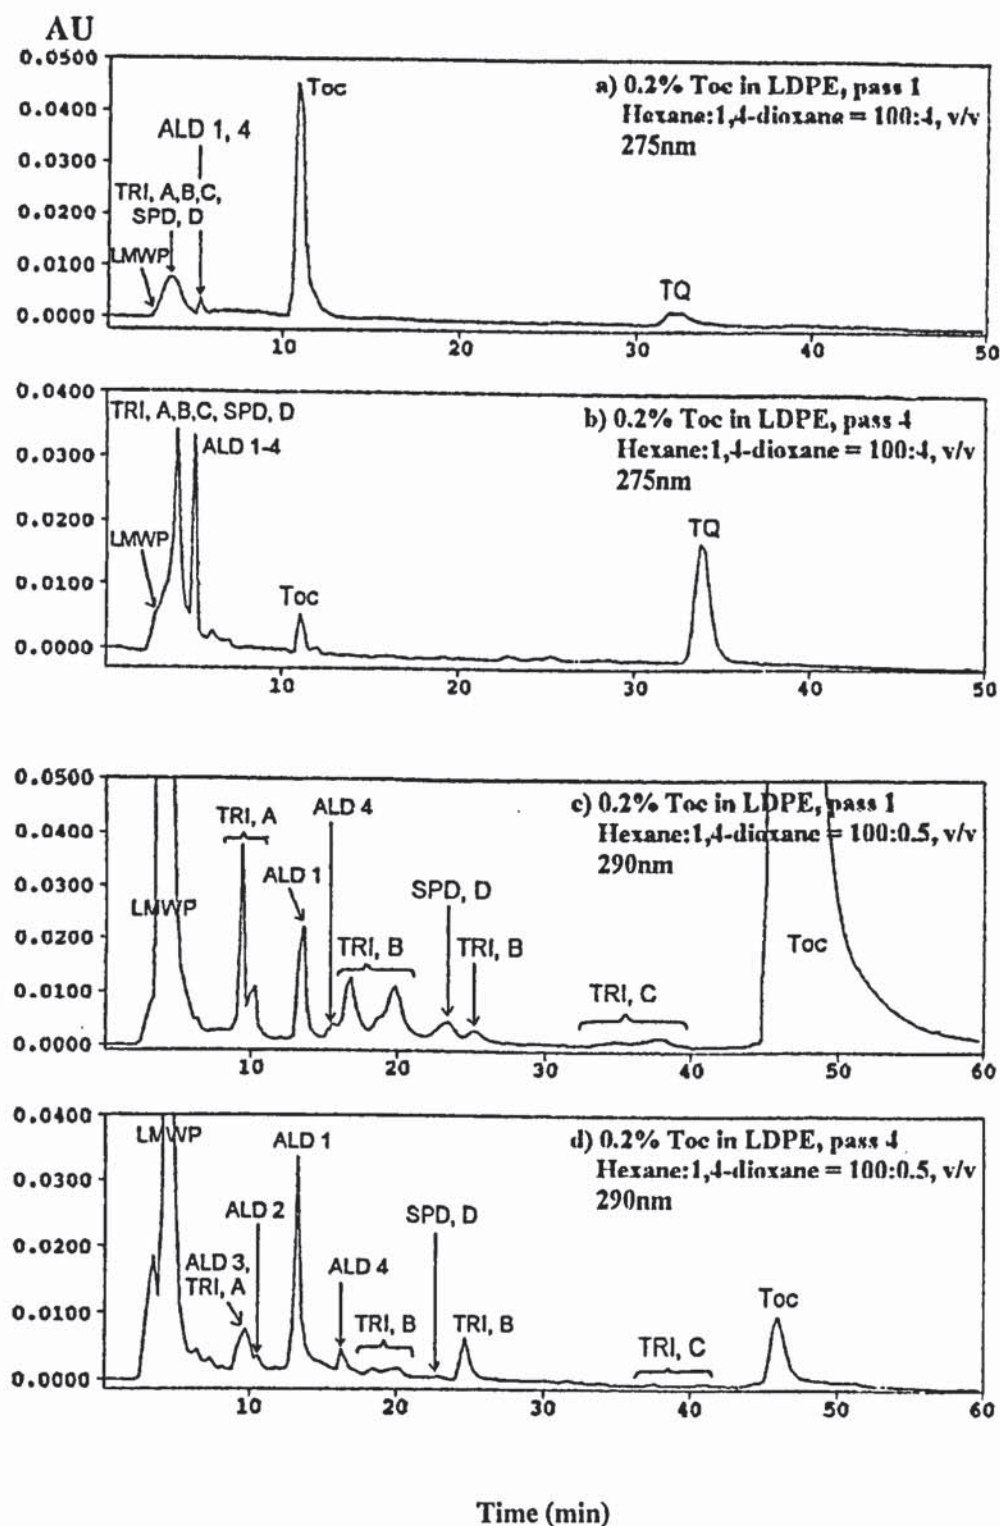 AU
0.0500
0.0400
0.0300
0.0200
0.0100
0.0000
Toc
a) 0.2% Toc in LDPE, pass 1
Hexane:1,4-dioxane = 100:4, v/v
275nm
ALD 1, 4
TRI, A,B,C,
SPD, D
LMWP
TQ
10 20 30 40 50
0.0400
0.0300
0.0200
0.0100
0.0000
TRI, A,B,C, SPD, D
ALD 1-4
b) 0.2% Toc in LDPE, pass 4
Hexane:1,4-dioxane = 100:4, v/v
275nm
LMWP
Toc
TQ
10 20 30 40 50
0.0500
0.0400
0.0300
0.0200
0.0100
0.0000
TRI, A
ALD 4
c) 0.2% Toc in LDPE, pass 1
Hexane:1,4-dioxane = 100:0.5, v/v
290nm
ALD 1
LMWP
SPD, D
TRI, B
TRI, B
Toc
TRI, C
10 20 30 40 50 60
0.0400
0.0300
0.0200
0.0100
0.0000
LMWP
ALD 1
d) 0.2% Toc in LDPE, pass 4
Hexane:1,4-dioxane = 100:0.5, v/v
290nm
ALD 2
SPD, D
ALD 3,
TRI, A
ALD 4
TRI, B
TRI, B
Toc
TRI, C
10 20 30 40 50 60
Time (min)